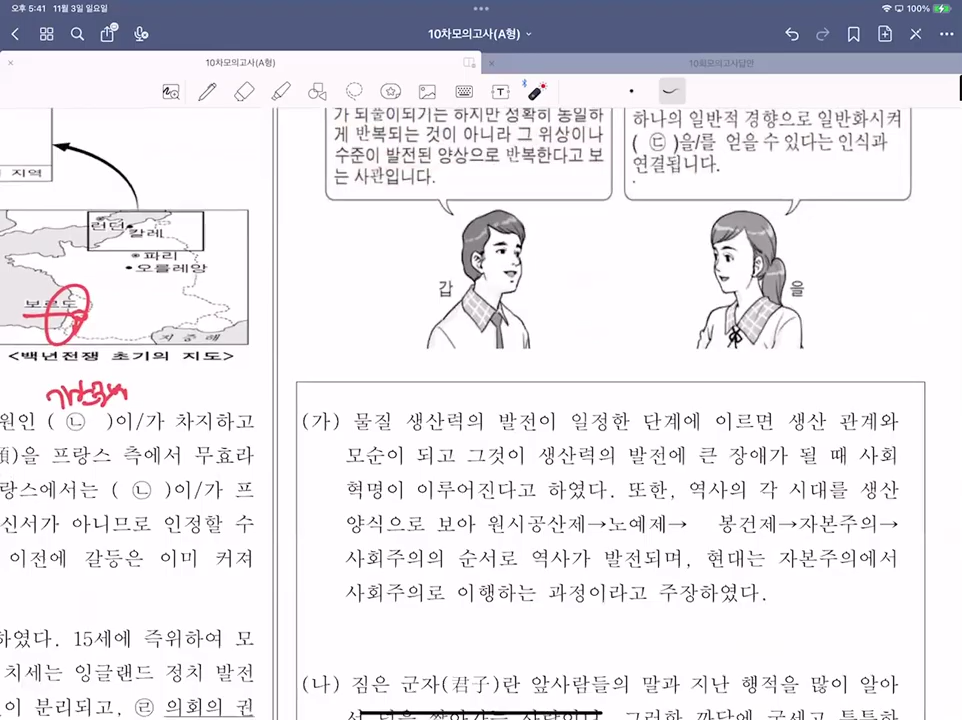 오후 5:41 11월 3일 일요일
100%
10차모의고사(A형)
10차모의고사(A형)
10회모의고사답안
지역
런던
칼레
파리
오를레앙
보르도
지중해
<백년전쟁 초기의 지도>
원인 ( ㉡ )이/가 차지하고
)을 프랑스 측에서 무효라
랑스에서는 ( ㉡ )이/가 프
신서가 아니므로 인정할 수
이전에 갈등은 이미 커져
하였다. 15세에 즉위하여 모
치세는 잉글랜드 정치 발전
이 분리되고, ㉣ 의회의 권
가 되풀이되기는 하지만 정확히 동일하
게 반복되는 것이 아니라 그 위상이나
수준이 발전된 양상으로 반복한다고 보
는 사관입니다.
하나의 일반적 경향으로 일반화시켜
( ㉢ )을/를 얻을 수 있다는 인식과
연결됩니다.
갑
을
(가) 물질 생산력의 발전이 일정한 단계에 이르면 생산 관계와
모순이 되고 그것이 생산력의 발전에 큰 장애가 될 때 사회
혁명이 이루어진다고 하였다. 또한, 역사의 각 시대를 생산
양식으로 보아 원시공산제→노예제→ 봉건제→자본주의→
사회주의의 순서로 역사가 발전되며, 현대는 자본주의에서
사회주의로 이행하는 과정이라고 주장하였다.
(나) 짐은 군자(君子)란 앞사람들의 말과 지난 행적을 많이 알아